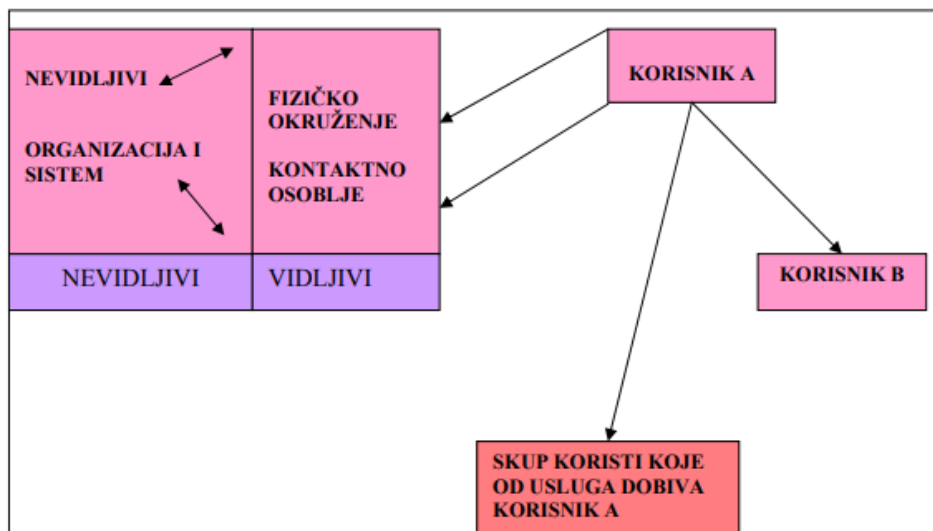 NEVIDLJIVI
ORGANIZACIJA I
SISTEM
FIZIČKO
OKRUŽENJE
KONTAKTNO
OSOBLJE
NEVIDLJIVI
VIDLJIVI
KORISNIK A
KORISNIK B
SKUP KORISTI KOJE
OD USLUGA DOBIVA
KORISNIK A